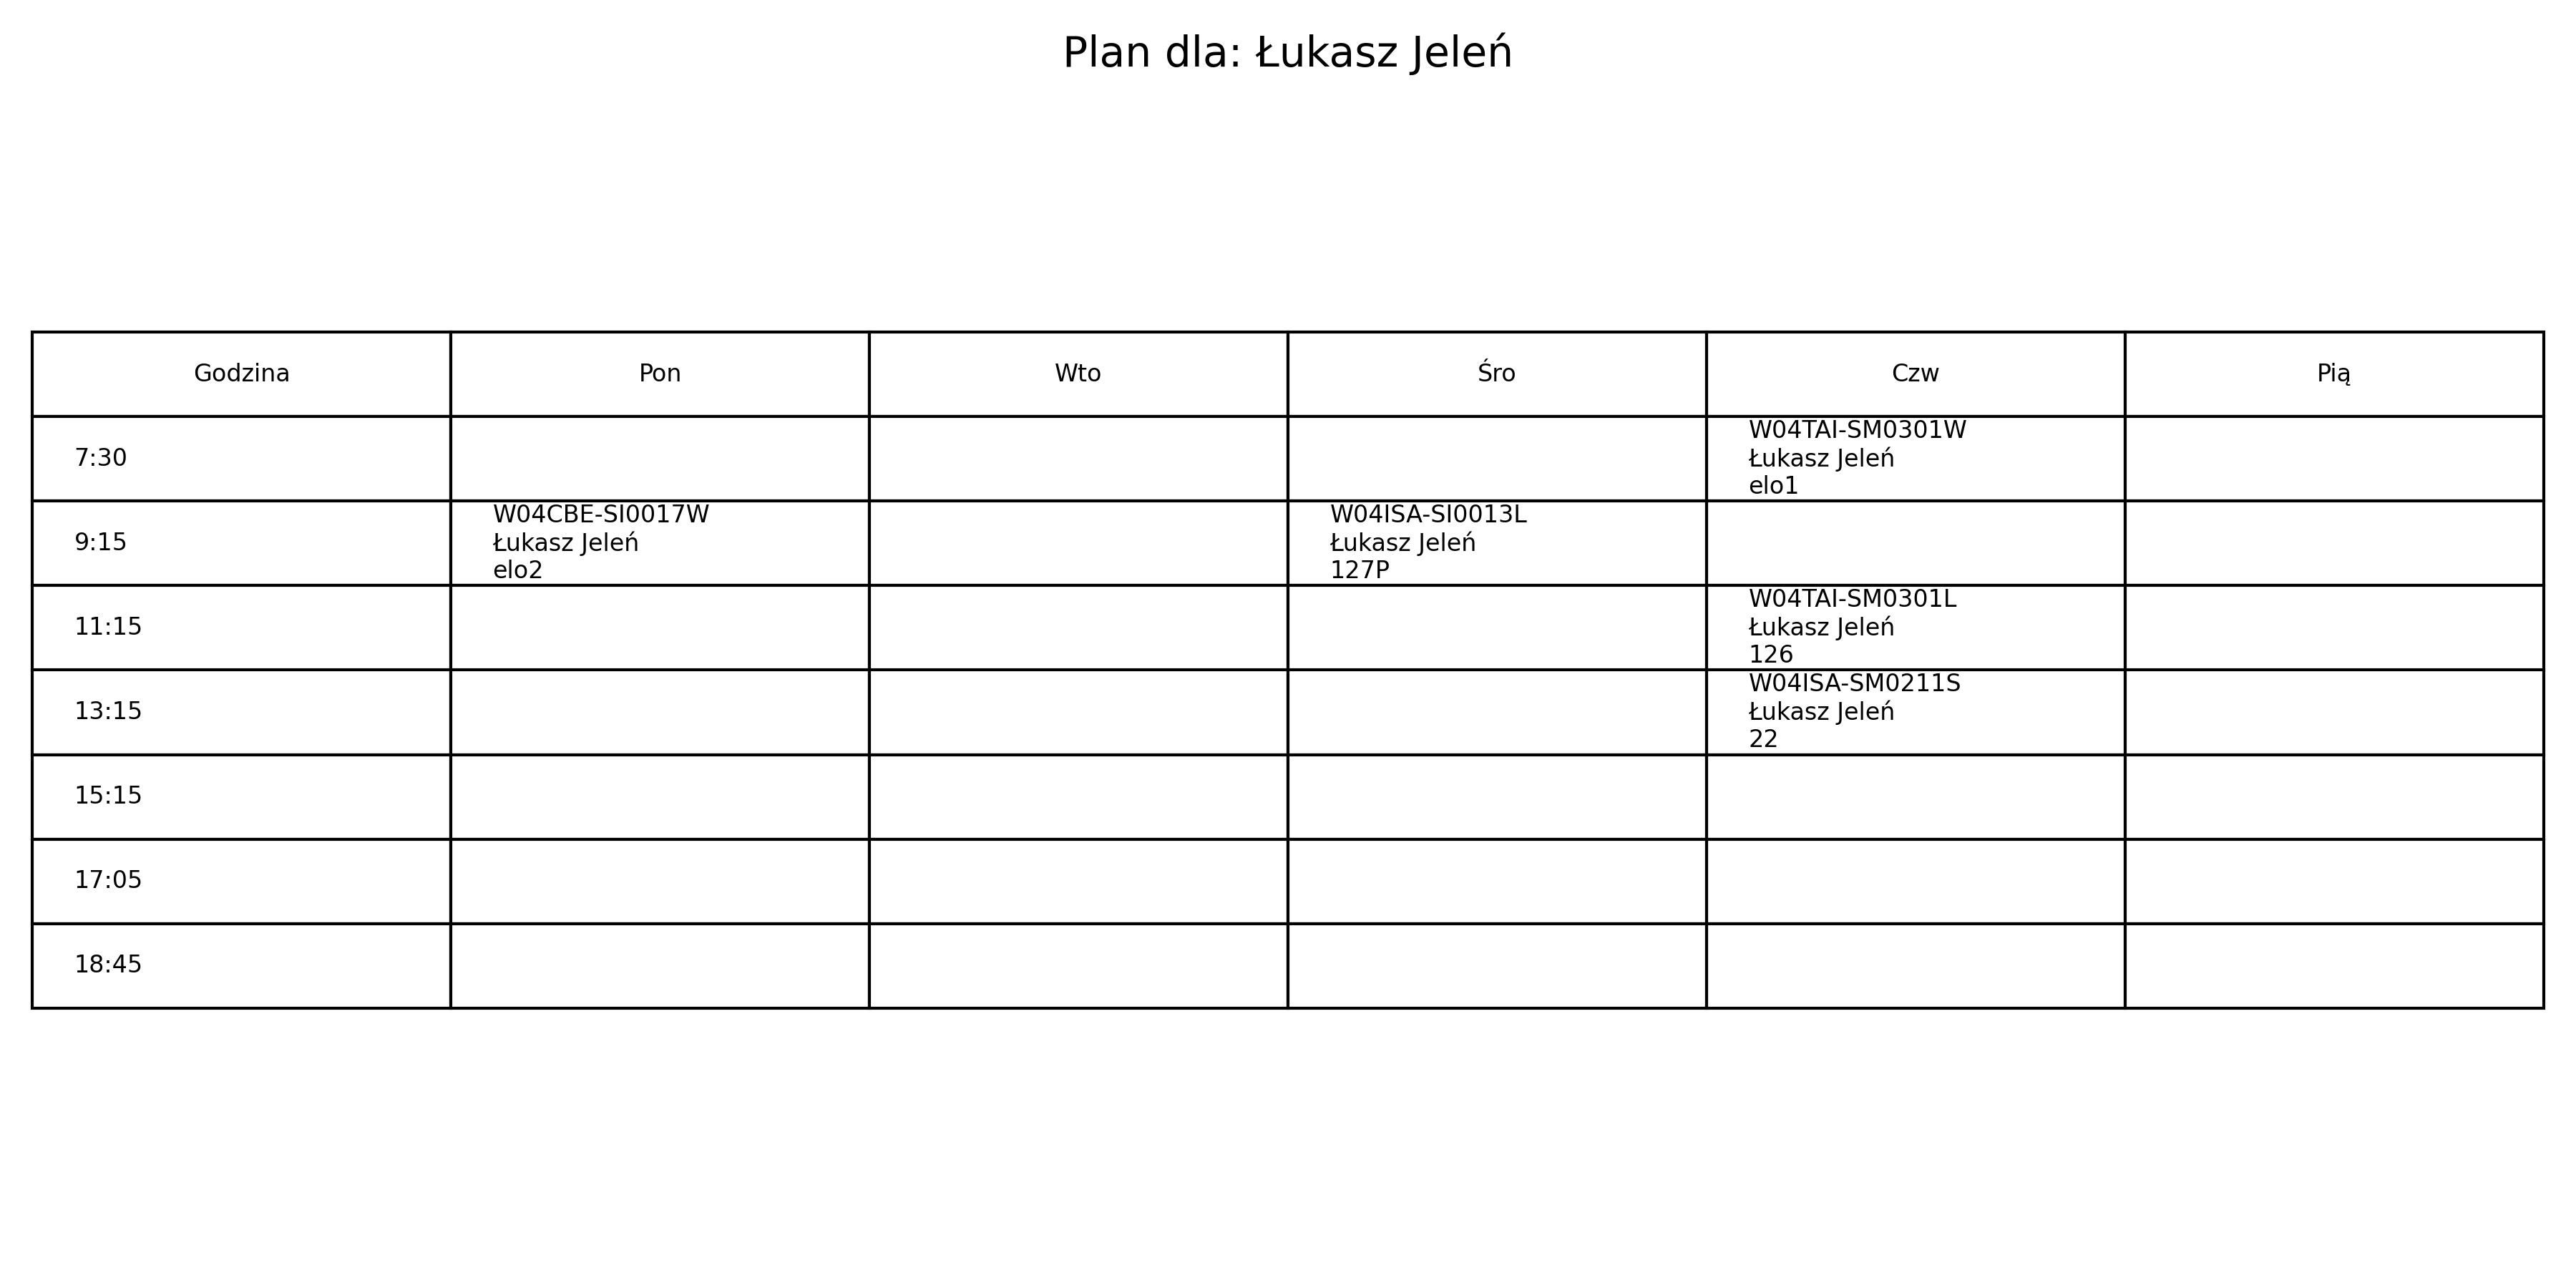 Plan dla: Łukasz Jeleń
Godzina Pon Wto Śro Czw Pią
7:30
W04TAI-SM0301W
Łukasz Jeleń
elo1
9:15
W04CBE-SI0017W
Łukasz Jeleń
elo2
W04ISA-SI0013L
Łukasz Jeleń
127P
11:15
W04TAI-SM0301L
Łukasz Jeleń
126
13:15
W04ISA-SM0211S
Łukasz Jeleń
22
15:15
17:05
18:45